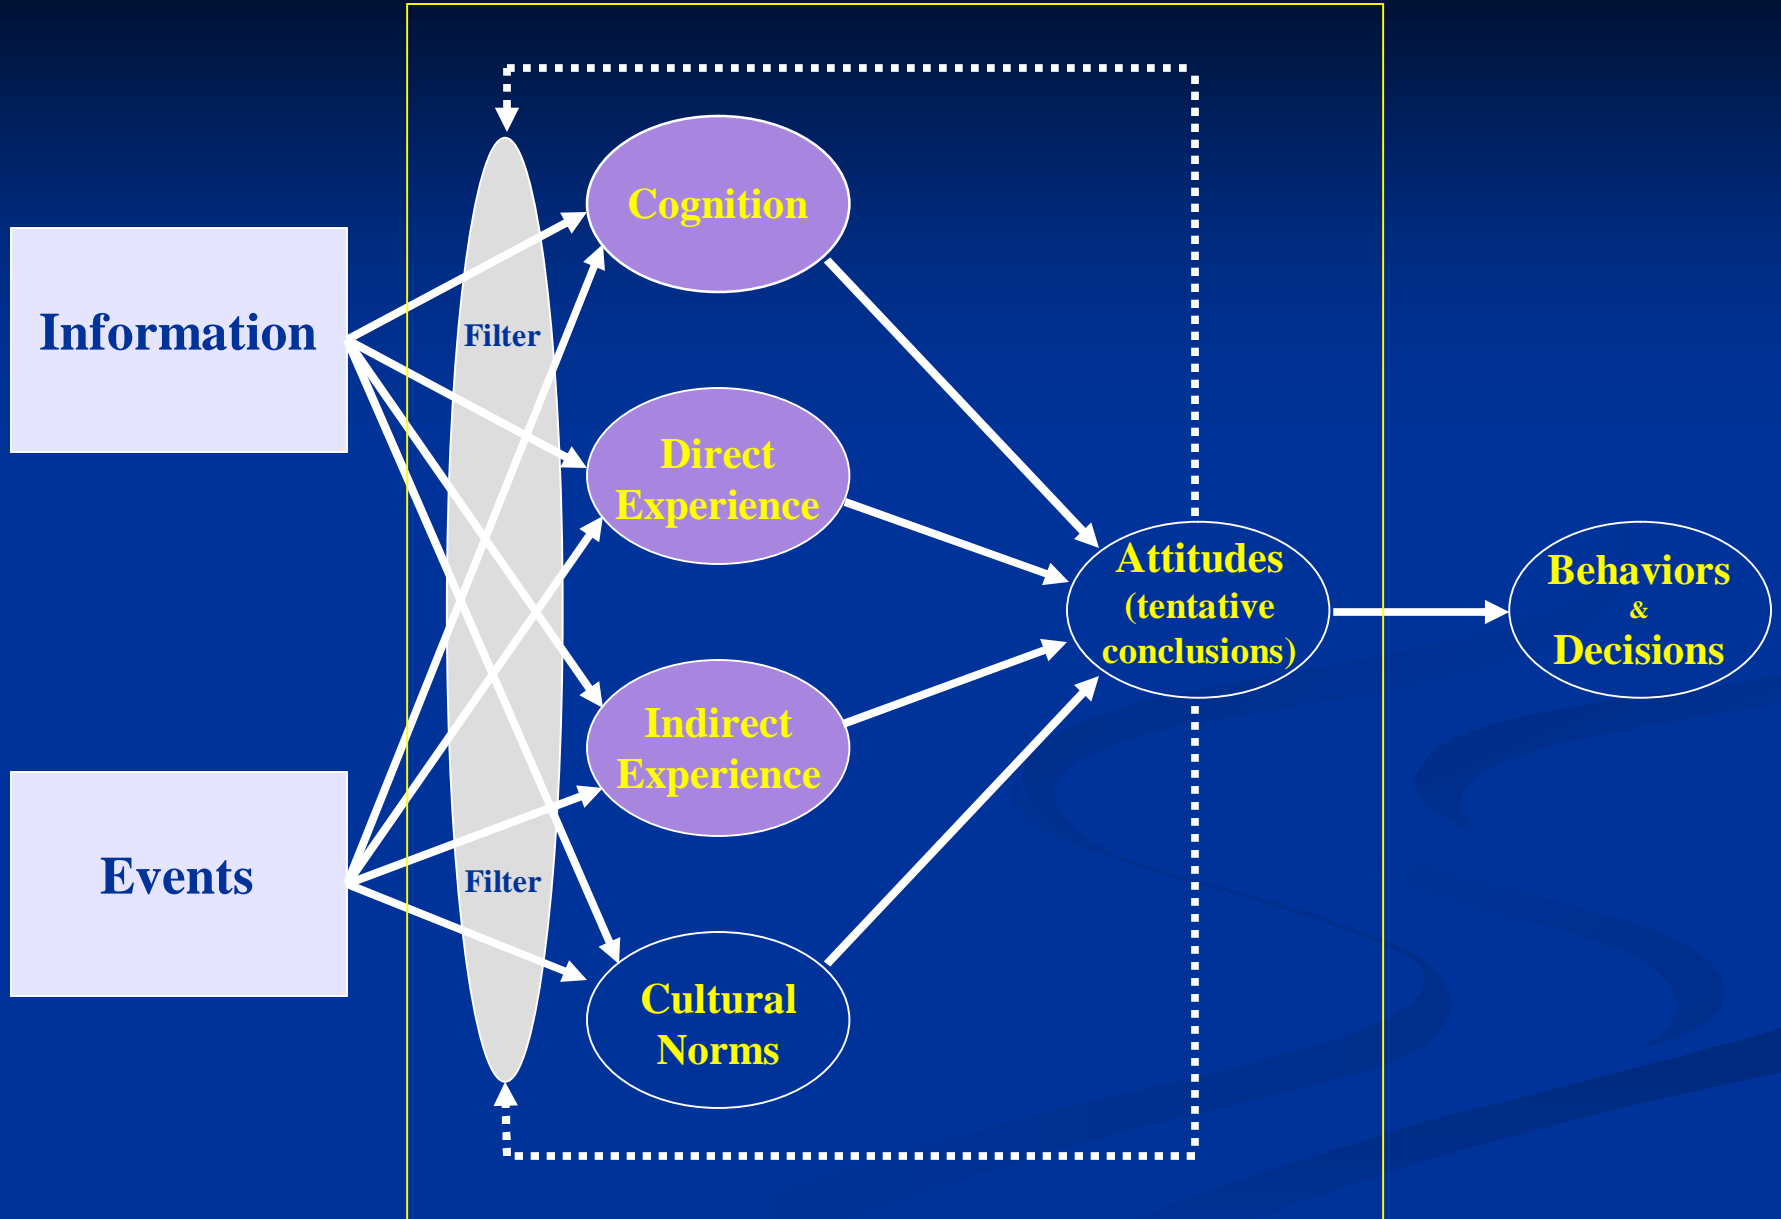 Information
Events
Filter
Filter
Cognition
Direct
Experience
Indirect
Experience
Cultural
Norms
Attitudes
(tentative
conclusions)
Behaviors
&
Decisions